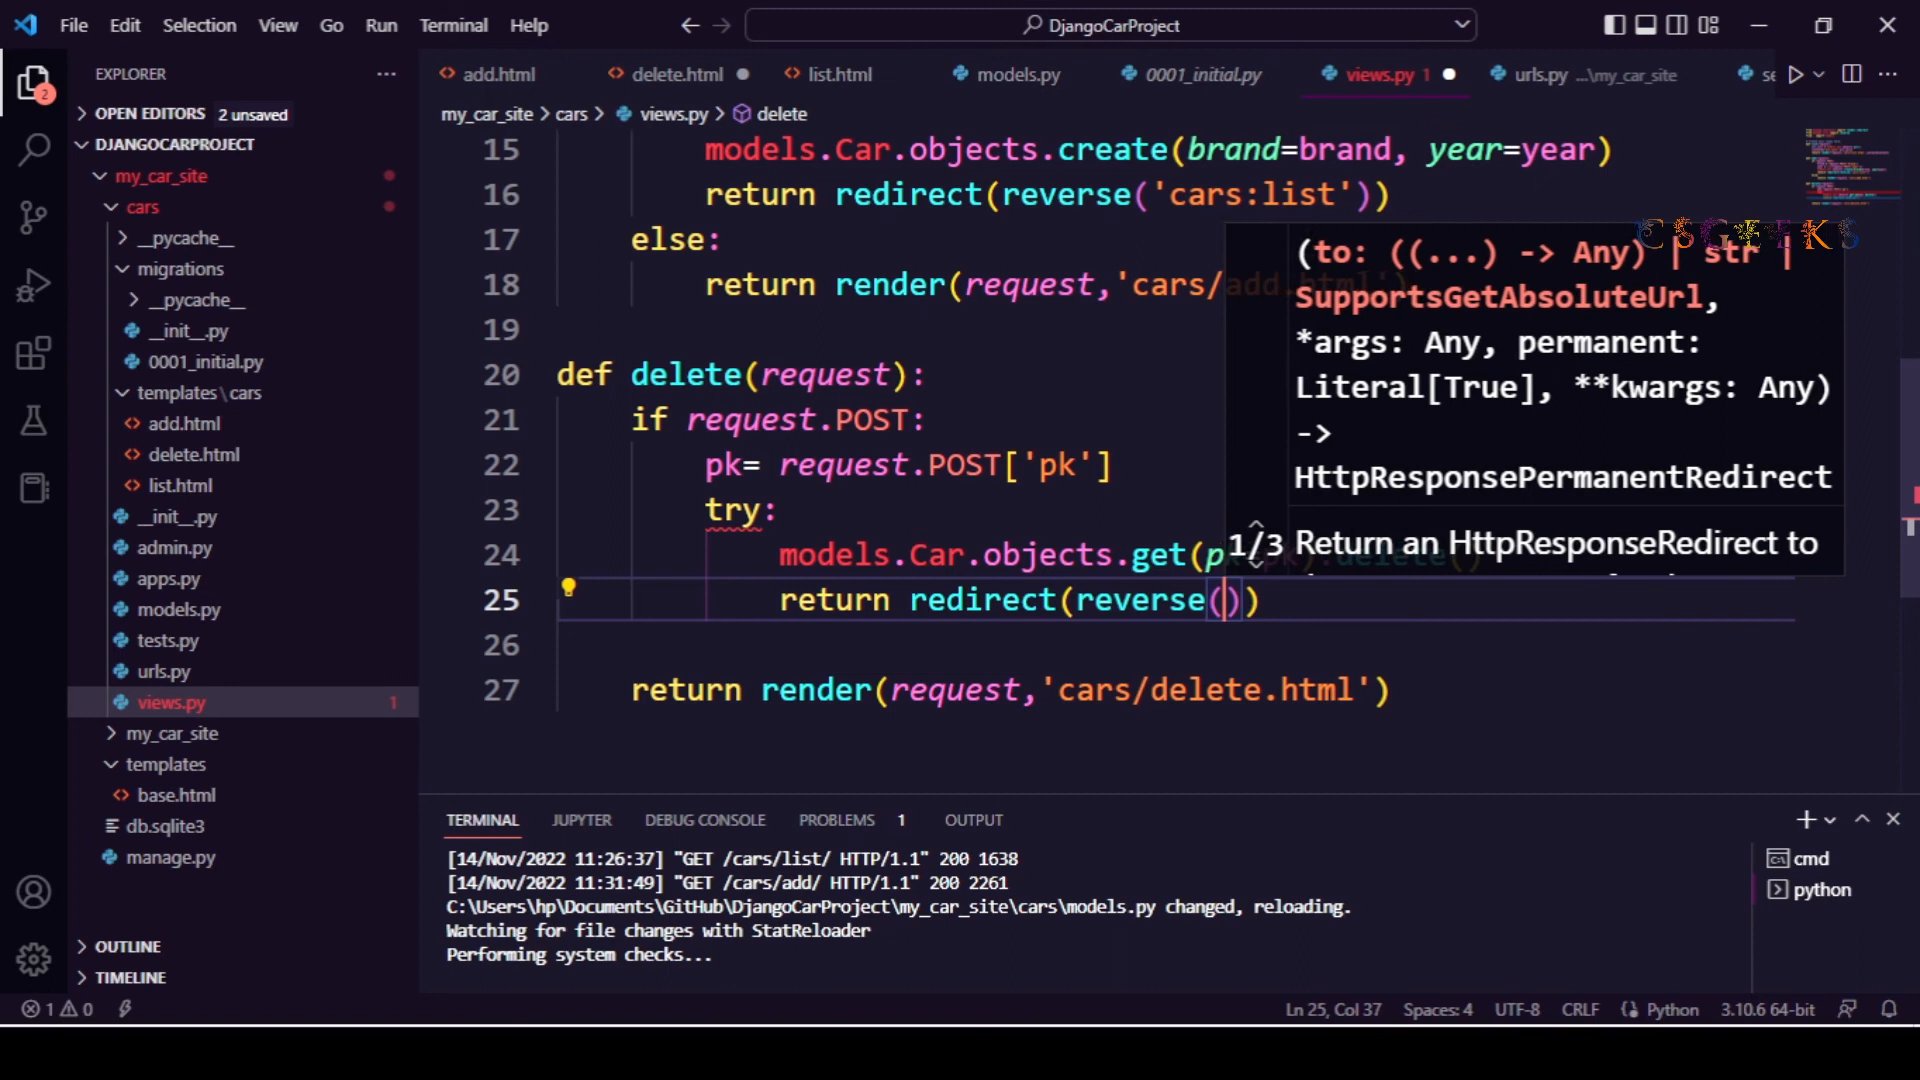 File Edit Selection View Go Run Terminal Help
DjangoCarProject
EXPLORER
OPEN EDITORS 2 unsaved
DJANGOCARPROJECT
my_car_site
cars
__pycache__
migrations
__pycache__
__init__.py
0001_initial.py
templates\cars
add.html
delete.html
list.html
__init__.py
admin.py
apps.py
models.py
tests.py
urls.py
views.py 1
my_car_site
templates
base.html
db.sqlite3
manage.py
OUTLINE
TIMELINE
2
add.html delete.html list.html models.py 0001_initial.py views.py 1 urls.py ...\my_car_site se
my_car_site > cars > views.py > delete
15 models.Car.objects.create(brand=brand, year=year)
16 return redirect(reverse('cars:list'))
17 else:
18 return render(request,'cars/add.html')
19
20 def delete(request):
21 if request.POST:
22 pk= request.POST['pk']
23 try:
24 models.Car.objects.get(pk=pk).delete()
25 return redirect(reverse())
26
27 return render(request,'cars/delete.html')
CSGEEKS
(to: ((...) -> Any) | str |
SupportsGetAbsoluteUrl,
*args: Any, permanent:
Literal[True], **kwargs: Any)
->
HttpResponsePermanentRedirect
1/3 Return an HttpResponseRedirect to
TERMINAL JUPYTER DEBUG CONSOLE PROBLEMS 1 OUTPUT
[14/Nov/2022 11:26:37] "GET /cars/list/ HTTP/1.1" 200 1638
[14/Nov/2022 11:31:49] "GET /cars/add/ HTTP/1.1" 200 2261
C:\Users\hp\Documents\GitHub\DjangoCarProject\my_car_site\cars\models.py changed, reloading.
Watching for file changes with StatReloader
Performing system checks...
cmd
python
1 0
Ln 25, Col 37 Spaces: 4 UTF-8 CRLF Python 3.10.6 64-bit